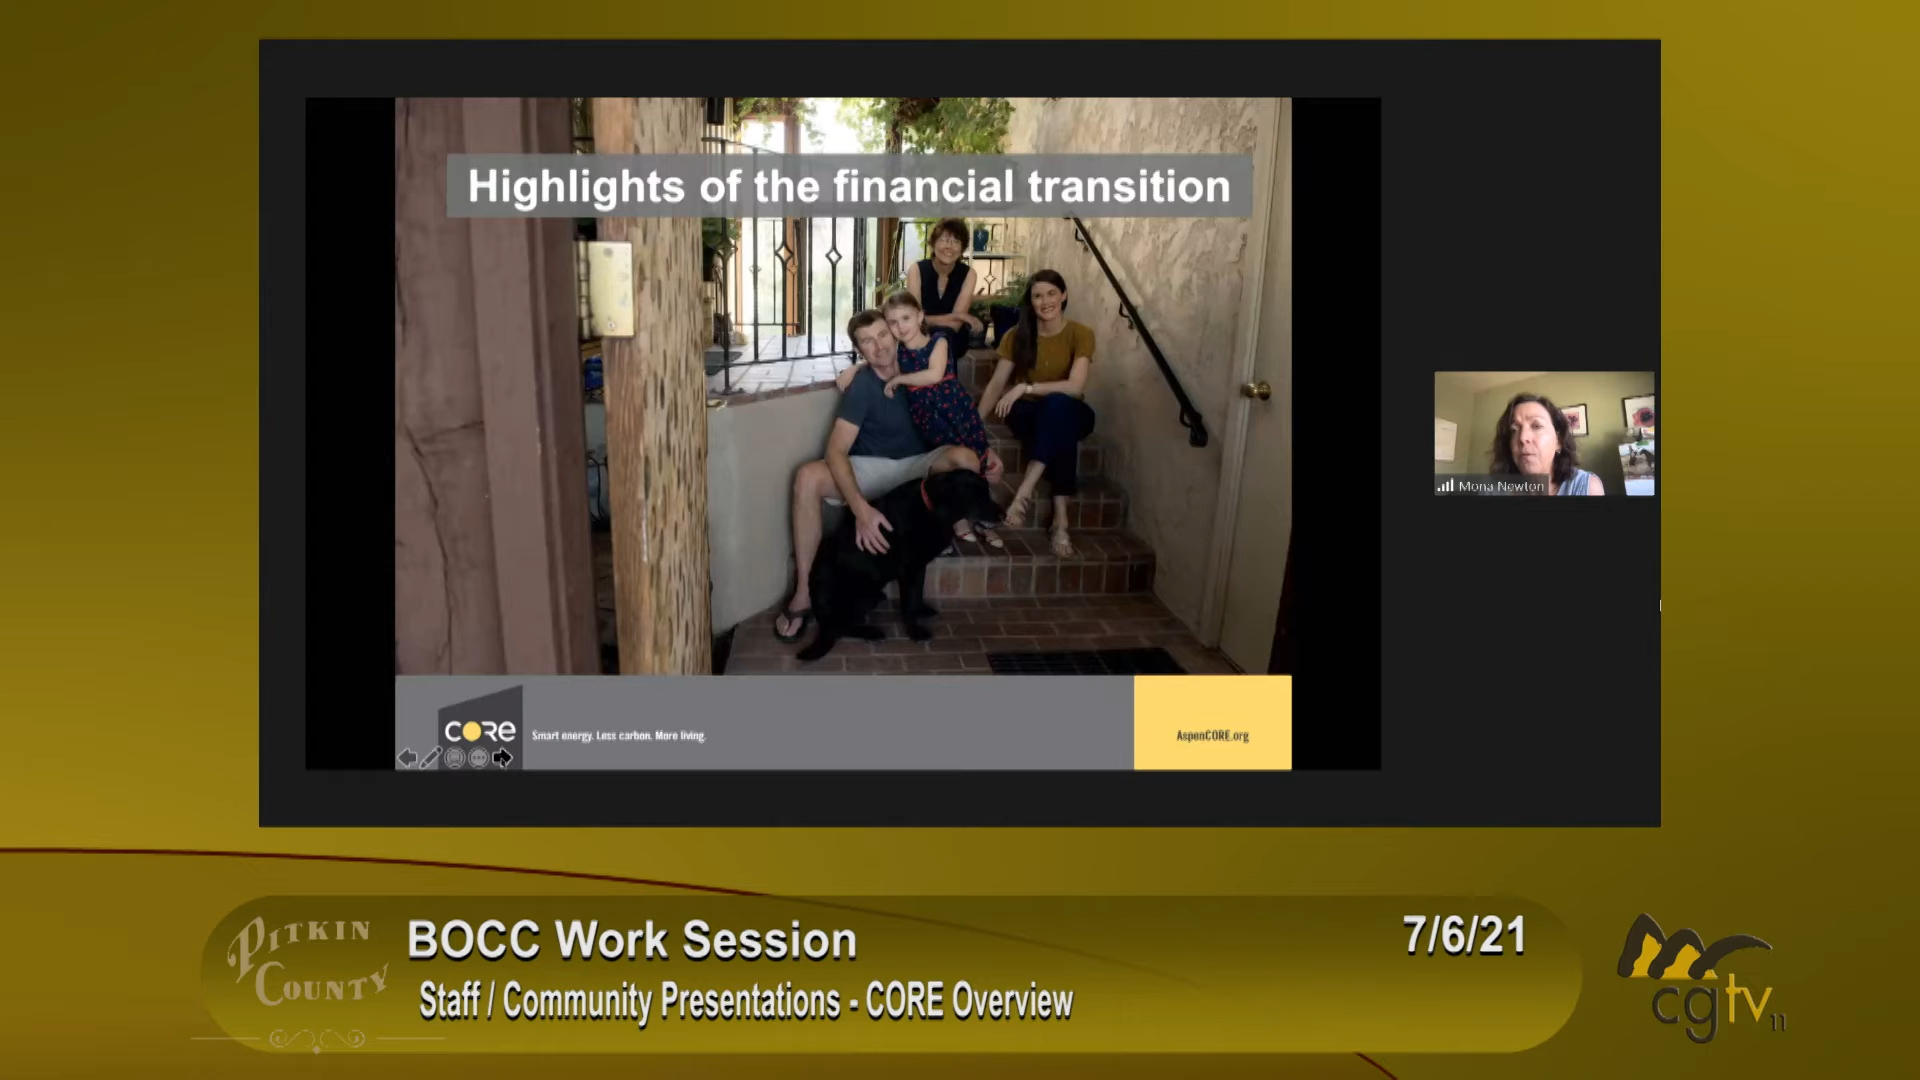 Highlights of the financial transition
Mona Newton
CORE
Smart energy. Less carbon. More living.
AspenCORE.org
PITKIN
COUNTY
BOCC Work Session
7/6/21
Staff / Community Presentations - CORE Overview
cgtv11